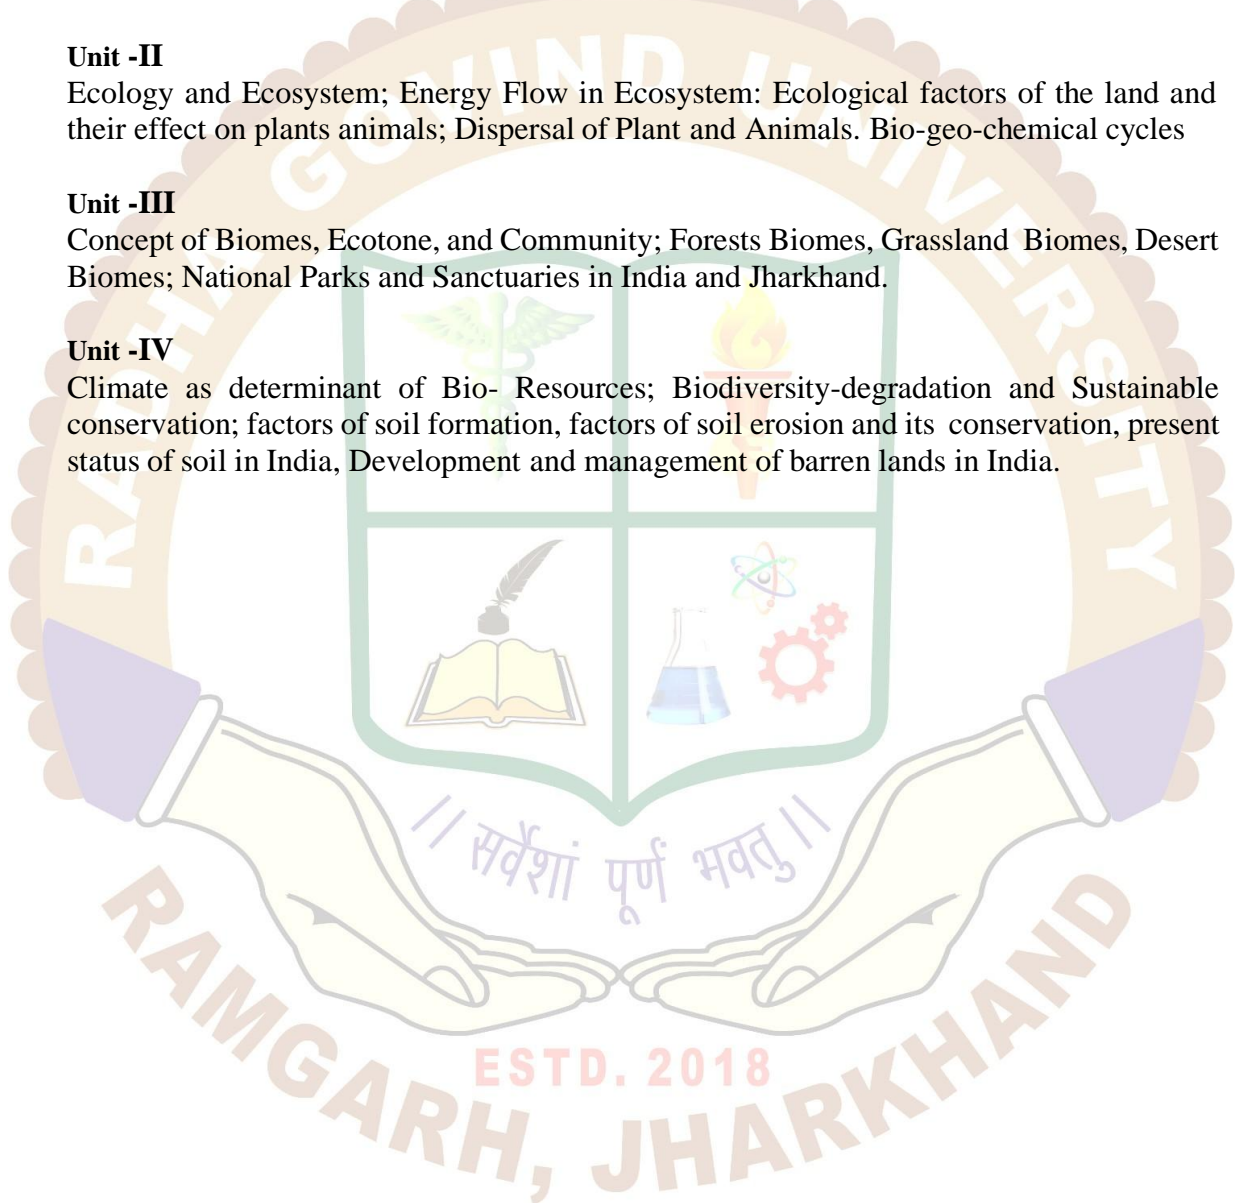 Unit -II
Ecology and Ecosystem; Energy Flow in Ecosystem: Ecological factors of the land and
their effect on plants animals; Dispersal of Plant and Animals. Bio-geo-chemical cycles
Unit -III
Concept of Biomes, Ecotone, and Community; Forests Biomes, Grassland Biomes, Desert
Biomes; National Parks and Sanctuaries in India and Jharkhand.
Unit -IV
Climate as determinant of Bio- Resources; Biodiversity-degradation and Sustainable
conservation; factors of soil formation, factors of soil erosion and its conservation, present
status of soil in India, Development and management of barren lands in India.
RADHA GOVIND UNIVERSITY
// सर्वेशां पूर्ण भवतु //
ESTD. 2018
RAMGARH, JHARKHAND